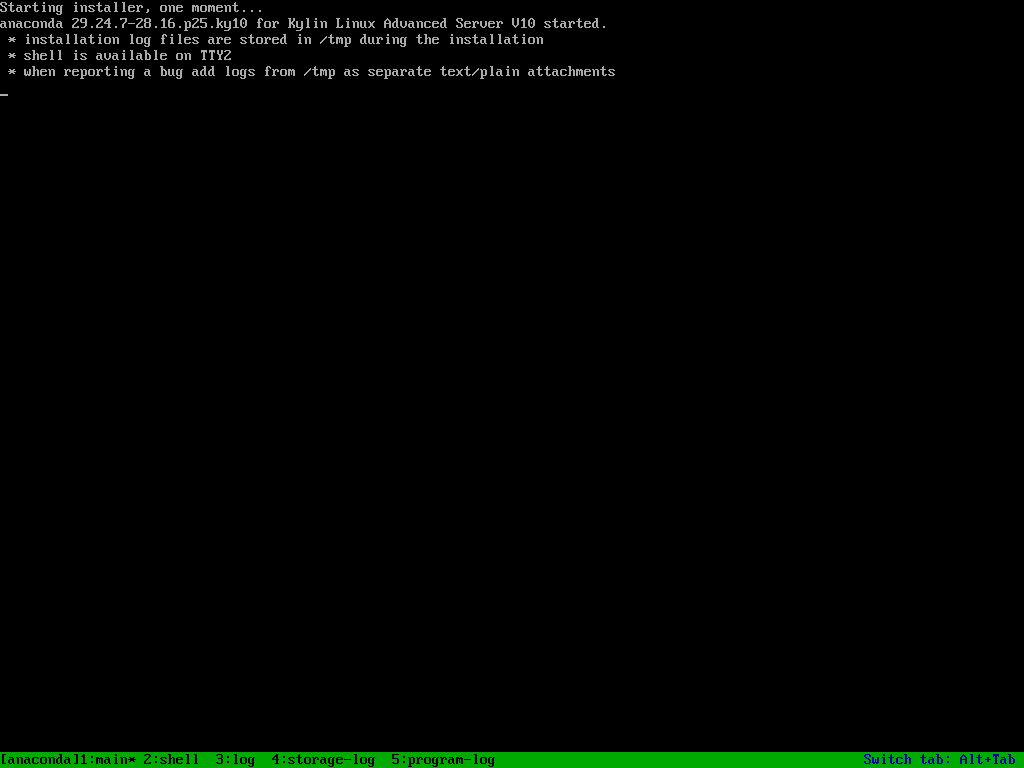 Starting installer, one moment...
anaconda 29.24.7-28.16.p25.ky10 for Kylin Linux Advanced Server V10 started.
 * installation log files are stored in /tmp during the installation
 * shell is available on TTY2
 * when reporting a bug add logs from /tmp as separate text/plain attachments
[anaconda]1:main* 2:shell  3:log  4:storage-log  5:program-log Switch tab: Alt+Tab